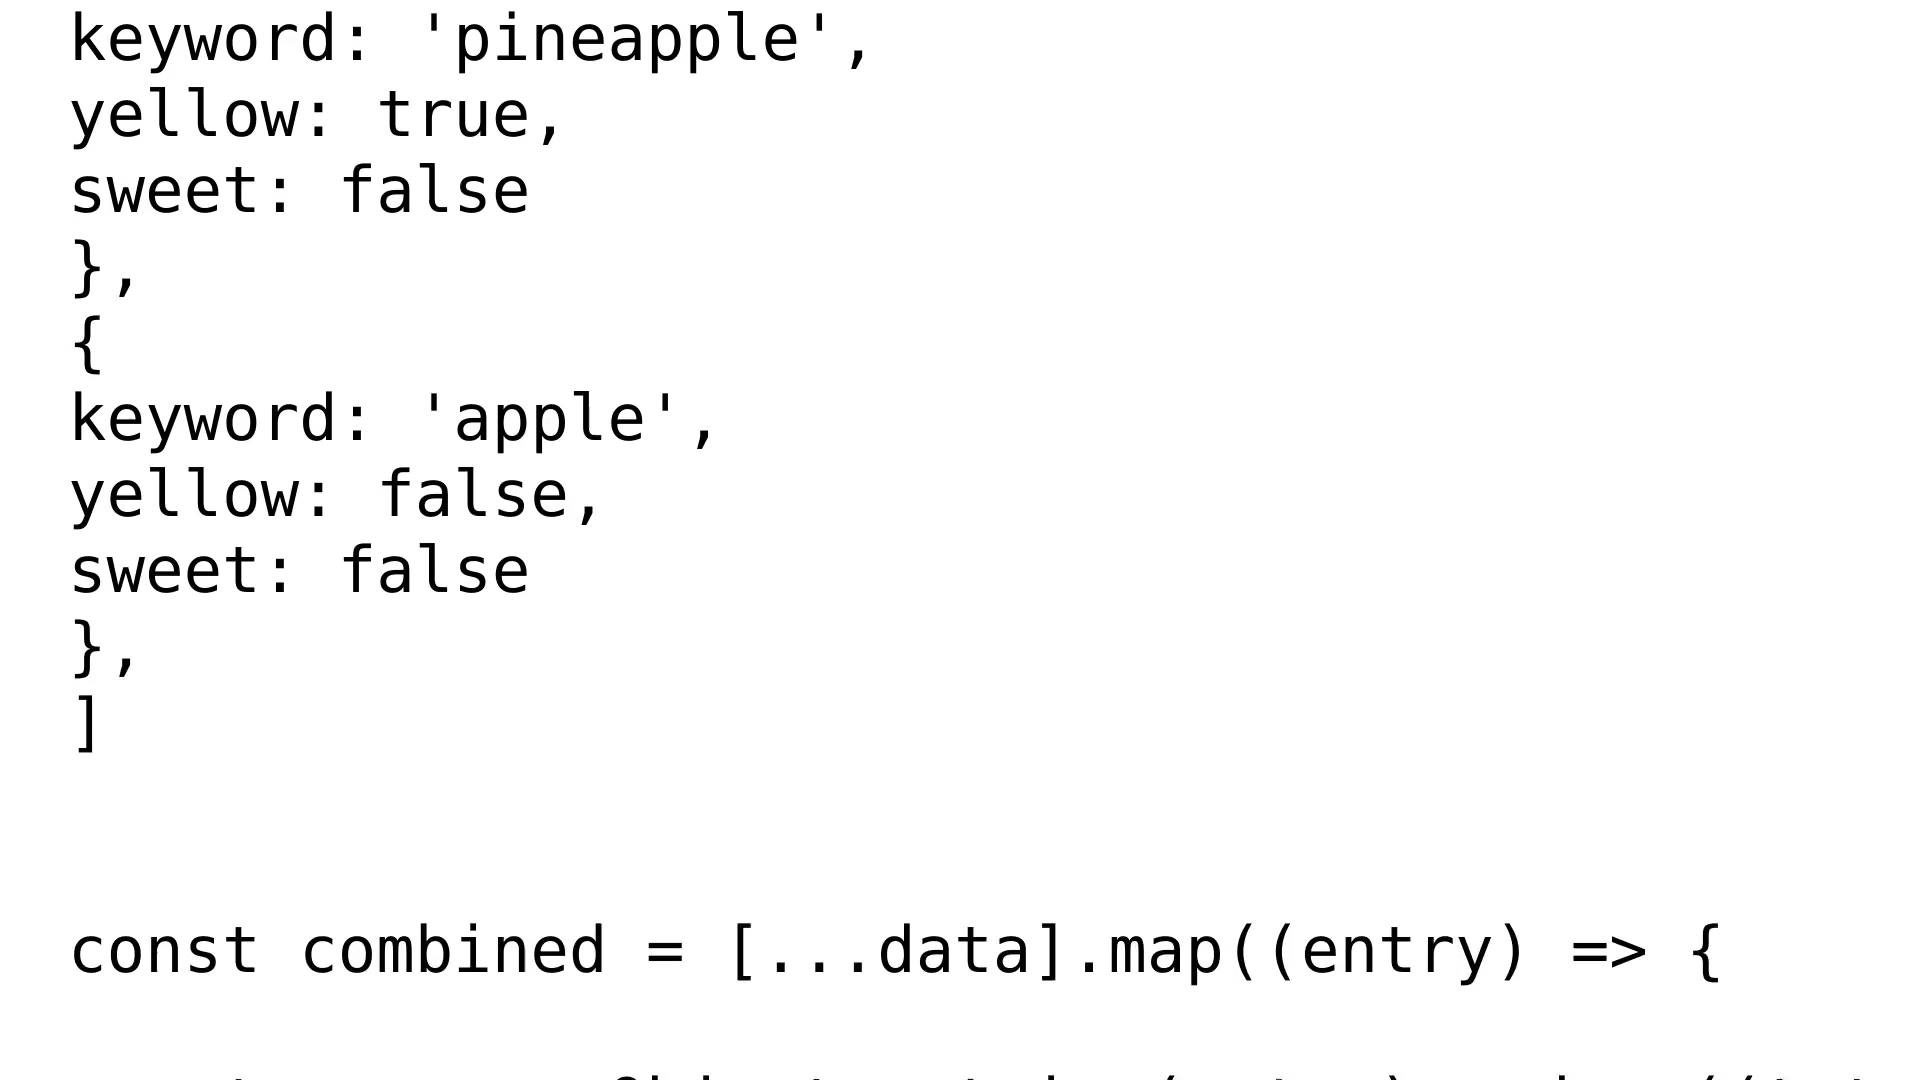 keyword: 'pineapple',
yellow: true,
sweet: false
},
{
keyword: 'apple',
yellow: false,
sweet: false
},
]
const combined = [...data].map((entry) => {